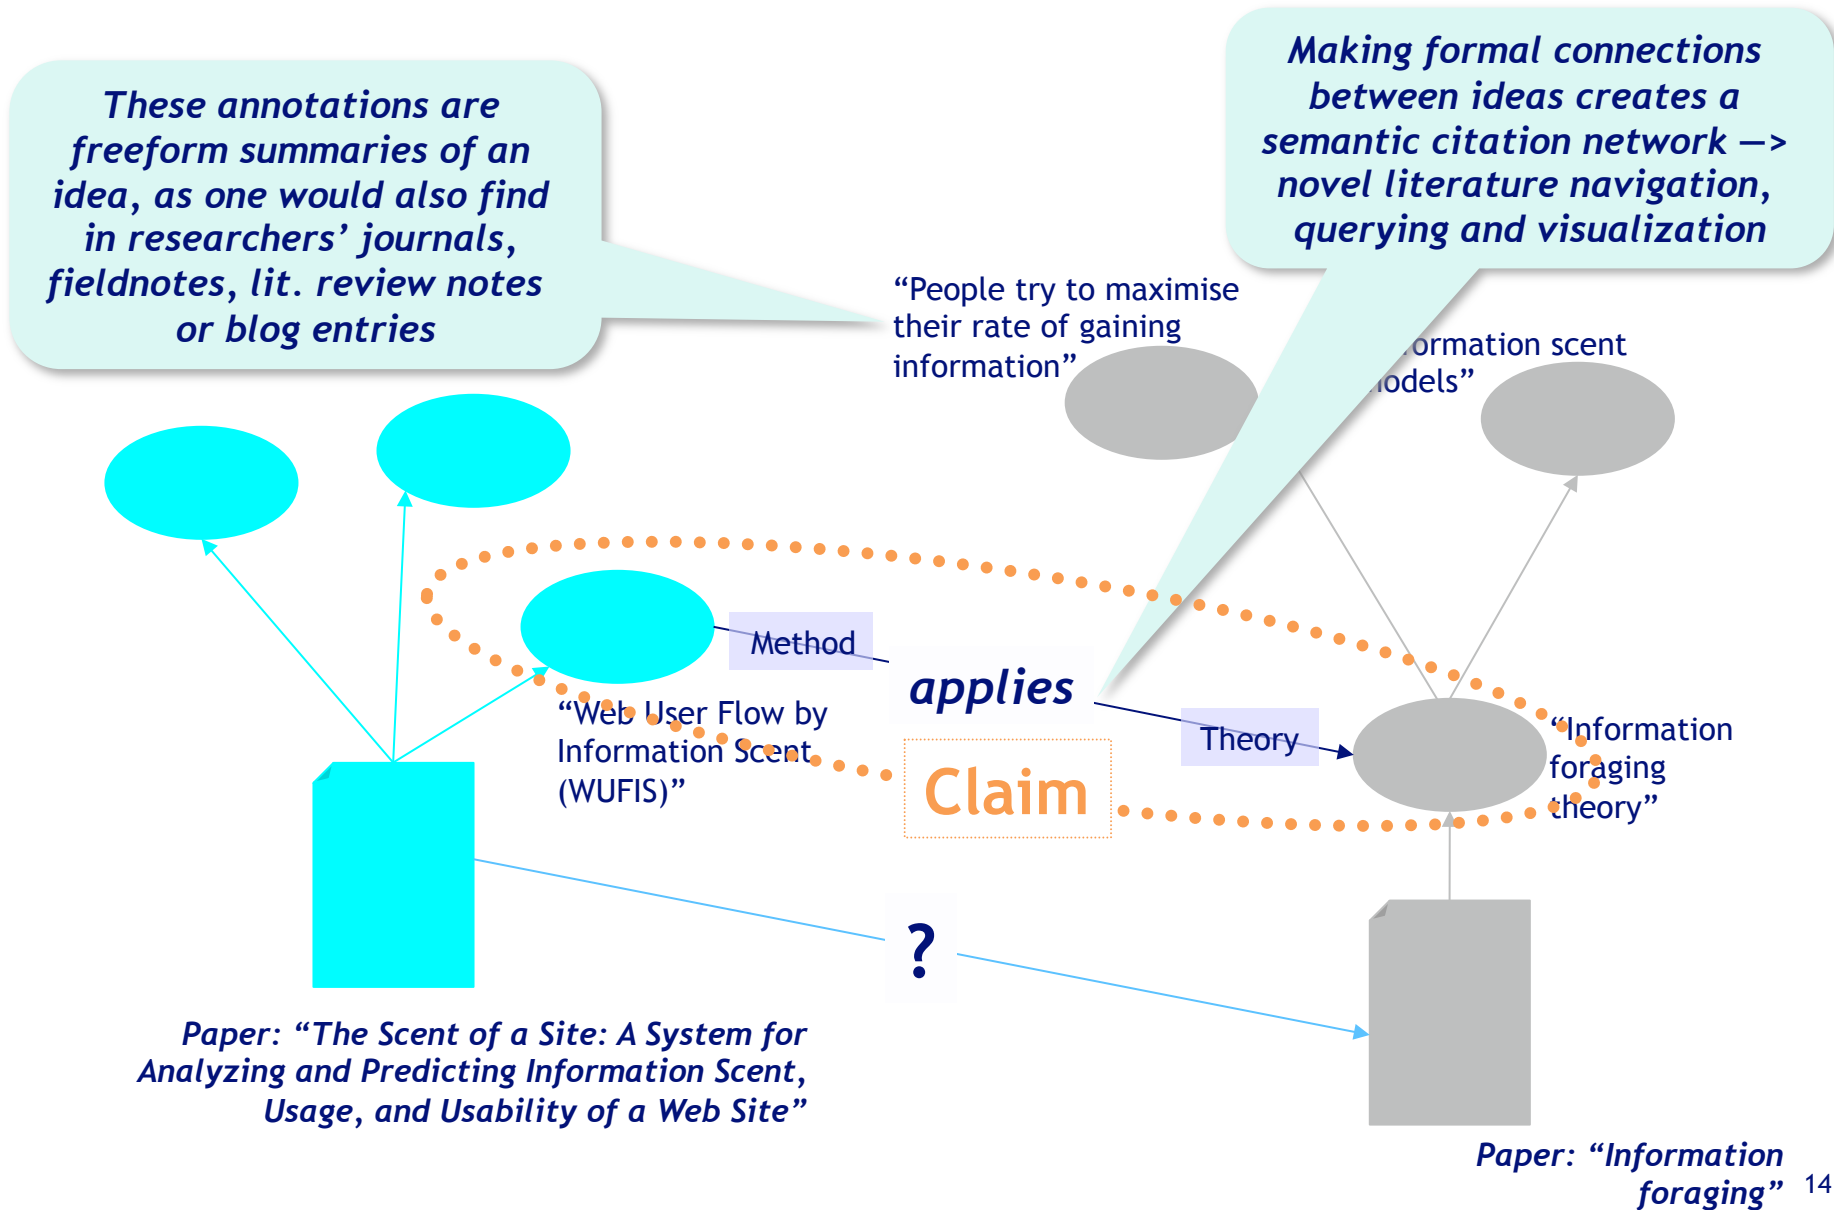 These annotations are
freeform summaries of an
idea, as one would also find
in researchers’ journals,
fieldnotes, lit. review notes
or blog entries
Making formal connections
between ideas creates a
semantic citation network —>
novel literature navigation,
querying and visualization
“People try to maximise
their rate of gaining
information”
scent
Method
applies
Theory
“Web User Flow by
Information Scent
(WUFIS)”
Claim
“Information
foraging
theory”
?
Paper: “The Scent of a Site: A System for
Analyzing and Predicting Information Scent,
Usage, and Usability of a Web Site”
Paper: “Information
foraging”
14